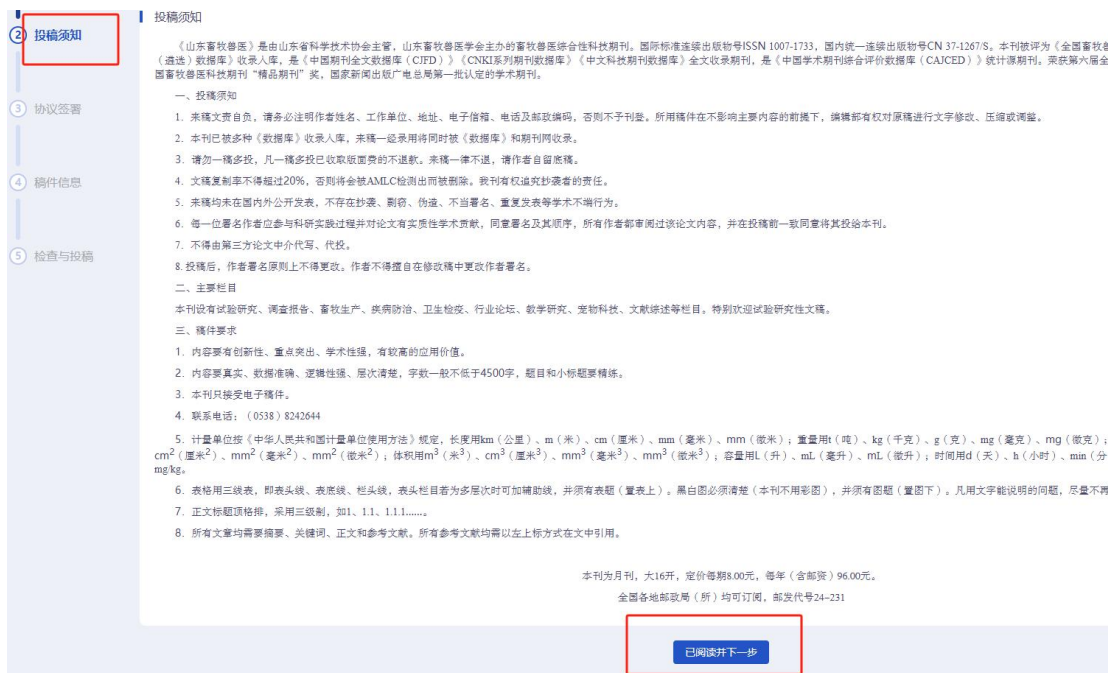 ② 投稿须知
③ 协议签署
④ 稿件信息
⑤ 检查与投稿
投稿须知
《山东畜牧兽医》是由山东省科学技术协会主管，山东畜牧兽医学会主办的畜牧兽医综合性科技期刊。国际标准连续出版物号ISSN 1007-1733，国内统一连续出版物号CN 37-1267/S。本刊被评为《全国畜牧
（遴选）数据库》收录入库，是《中国期刊全文数据库（CJFD）》《CNKI系列期刊数据库》《中文科技期刊数据库》全文收录期刊，是《中国学术期刊综合评价数据库（CAJCED）》统计源期刊。荣获第六届全
国畜牧兽医科技期刊“精品期刊”奖，国家新闻出版广电总局第一批认定的学术期刊。
一、投稿须知
1. 来稿文责自负，请务必注明作者姓名、工作单位、地址、电子信箱、电话及邮政编码，否则不予刊登。所用稿件在不影响主要内容的前提下，编辑部有权对原稿进行文字修改、压缩或调整。
2. 本刊已被多种《数据库》收录入库，来稿一经录用将同时被《数据库》和期刊网收录。
3. 请勿一稿多投，凡一稿多投已收取版面费的不退款。来稿一律不退，请作者自留底稿。
4. 文稿复制率不得超过20%，否则将会被AMLC检测出而被删除。我刊有权追究抄袭者的责任。
5. 来稿均未在国内外公开发表，不存在抄袭、剽窃、伪造、不当署名、重复发表等学术不端行为。
6. 每一位署名作者应参与科研实践过程并对论文有实质性学术贡献，同意署名及其顺序，所有作者都审阅过该论文内容，并在投稿前一致同意将其投给本刊。
7. 不得由第三方论文中介代写、代投。
8. 投稿后，作者署名原则上不得更改。作者不得擅自在修改稿中更改作者署名。
二、主要栏目
本刊设有试验研究、调查报告、畜牧生产、疾病防治、卫生检疫、行业论坛、教学研究、宠物科技、文献综述等栏目。特别欢迎试验研究性文稿。
三、稿件要求
1. 内容要有创新性、重点突出、学术性强，有较高的应用价值。
2. 内容要真实、数据准确、逻辑性强、层次清楚，字数一般不低于4500字，题目和小标题要精练。
3. 本刊只接受电子稿件。
4. 联系电话：（0538）8242644
5. 计量单位按《中华人民共和国计量单位使用方法》规定，长度用km（公里）、m（米）、cm（厘米）、mm（毫米）、mm（微米）；重量用t（吨）、kg（千克）、g（克）、mg（毫克）、mg（微克）；
cm²（厘米²）、mm²（毫米²）、mm²（微米²）；体积用m³（米³）、cm³（厘米³）、mm³（毫米³）、mm³（微米³）；容量用L（升）、mL（毫升）、mL（微升）；时间用d（天）、h（小时）、min（分
mg/kg。
6. 表格用三线表，即表头线、表底线、栏头线，表头栏目若为多层次时可加辅助线，并须有表题（置表上）。黑白图必须清楚（本刊不用彩图），并须有图题（置图下）。凡用文字能说明的问题，尽量不再
7. 正文标题顶格排，采用三级制，如1、1.1、1.1.1……。
8. 所有文章均需要摘要、关键词、正文和参考文献。所有参考文献均需以左上标方式在文中引用。
本刊为月刊，大16开，定价每期8.00元，每年（含邮资）96.00元。
全国各地邮政局（所）均可订阅，邮发代号24-231
已阅读并下一步